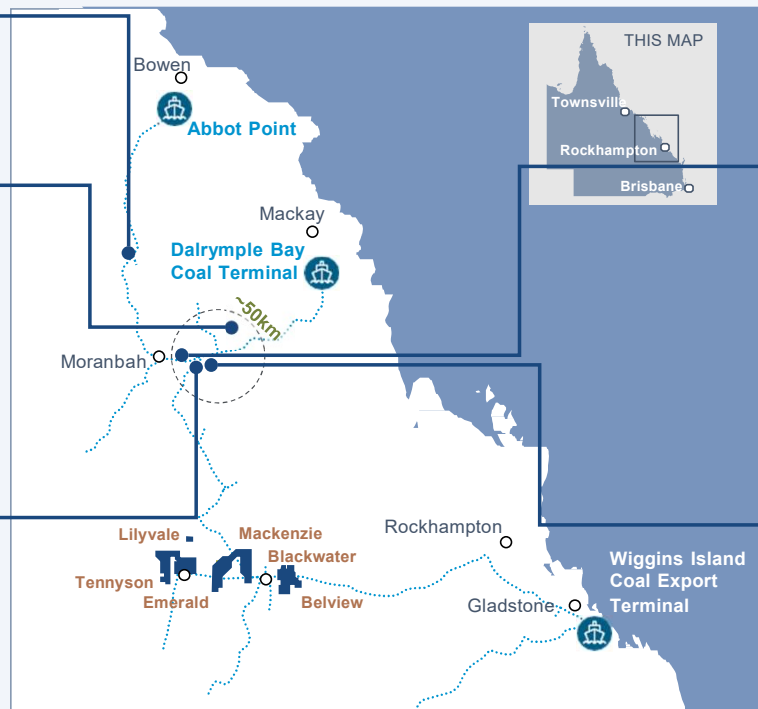 THIS MAP
Bowen
Townsville
Abbot Point
Rockhampton
Brisbane
Mackay
Dalrymple Bay
Coal Terminal
~50km
Moranbah
Rockhampton
Lilyvale
Mackenzie
Blackwater
Tennyson
Emerald
Belview
Wiggins Island
Coal Export
Terminal
Gladstone